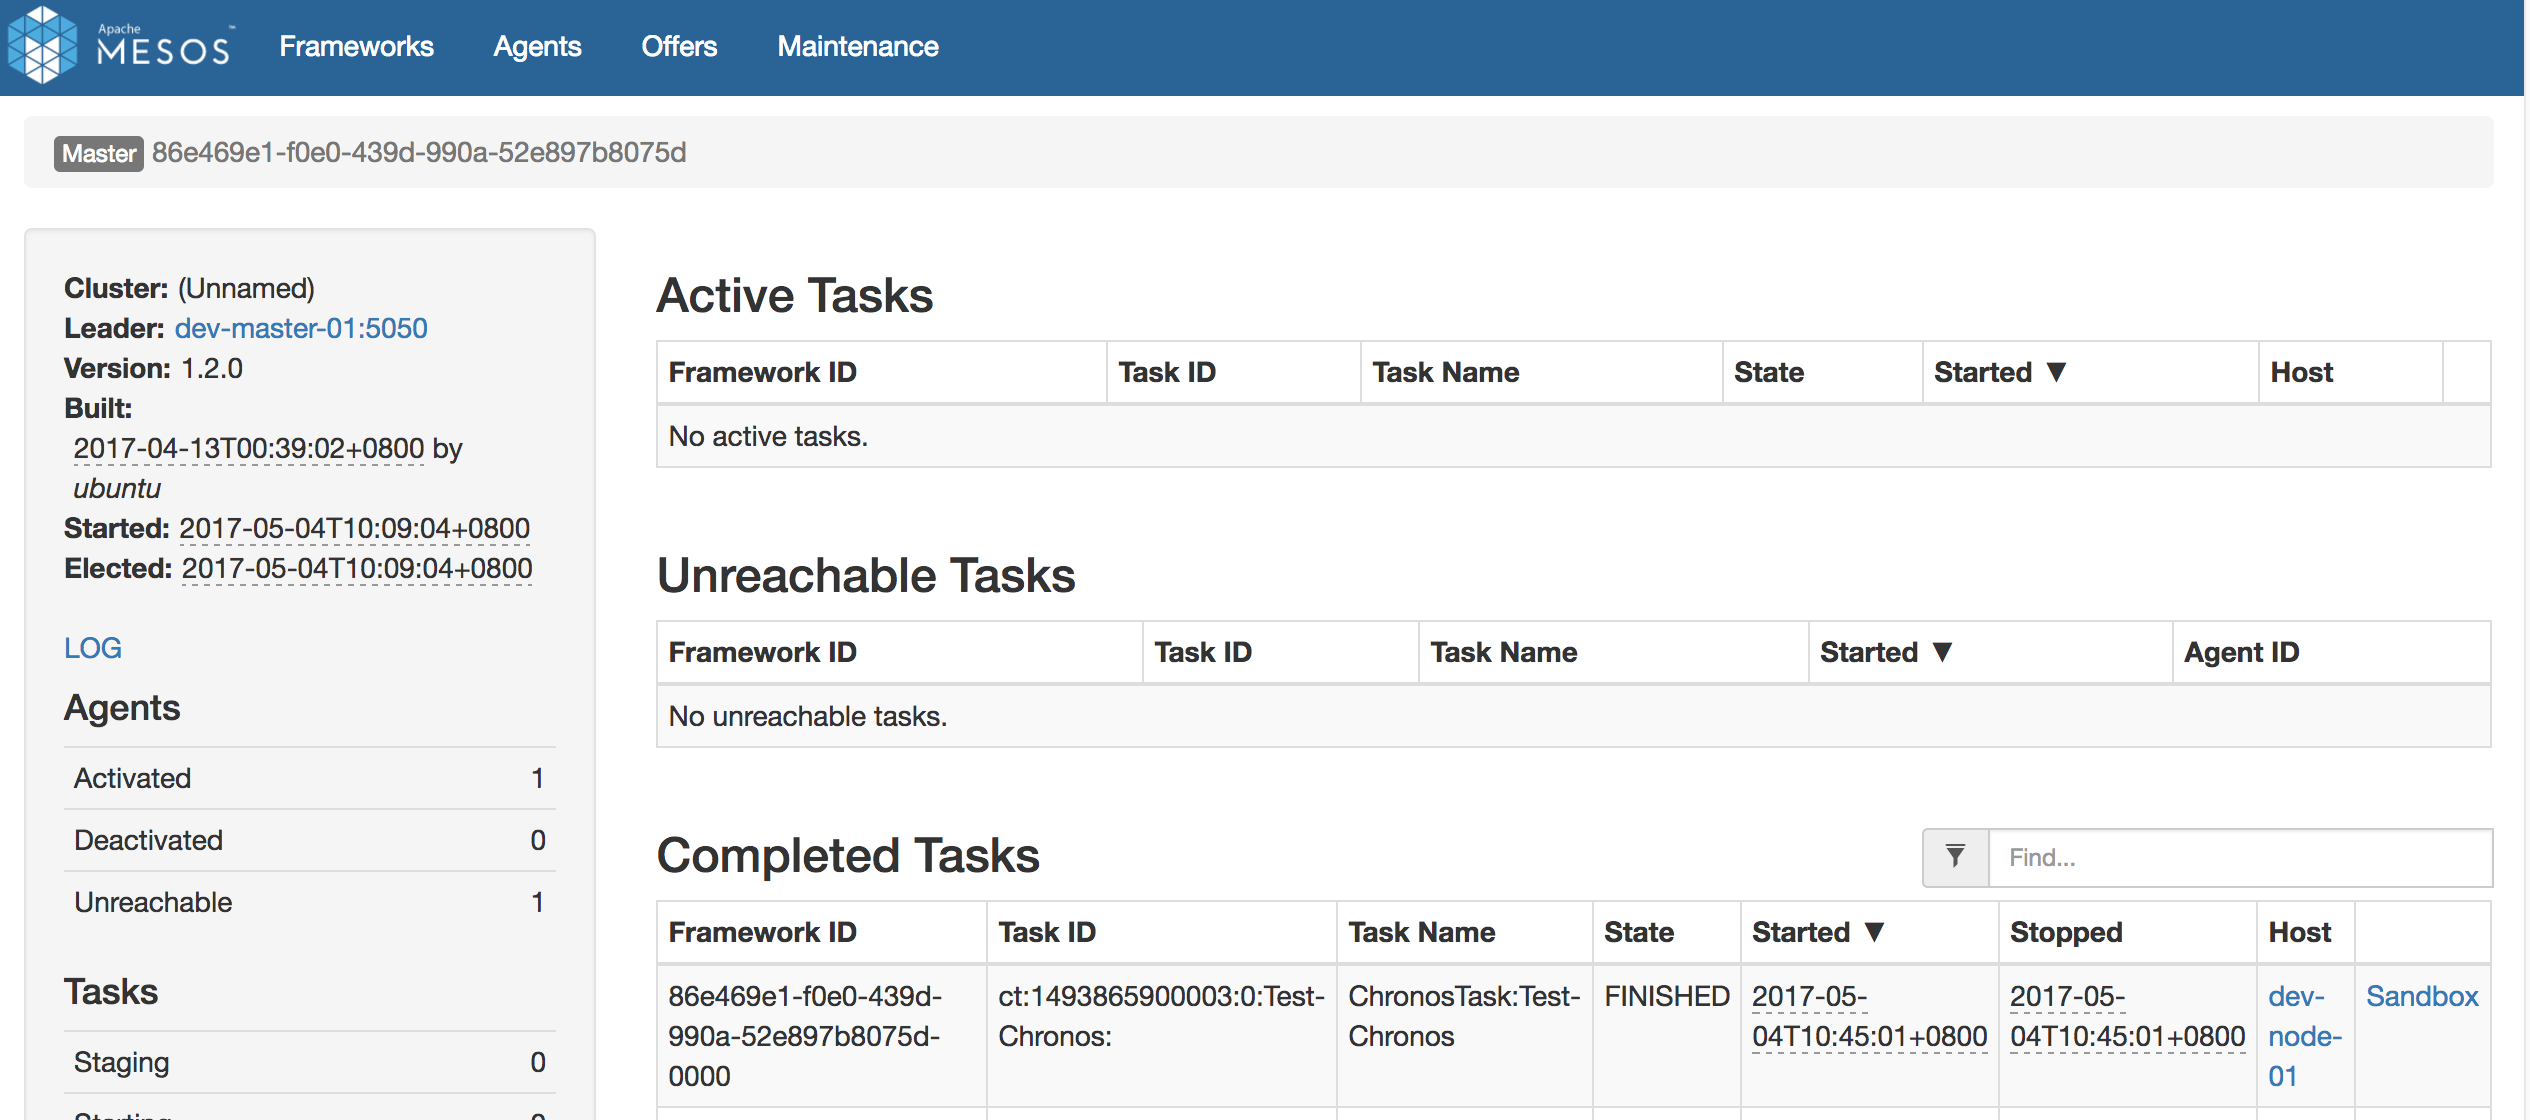 Apache
MESOS™
Frameworks Agents Offers Maintenance
Master 86e469e1-f0e0-439d-990a-52e897b8075d
Cluster: (Unnamed)
Leader: dev-master-01:5050
Version: 1.2.0
Built:
2017-04-13T00:39:02+0800 by
ubuntu
Started: 2017-05-04T10:09:04+0800
Elected: 2017-05-04T10:09:04+0800
LOG
Agents
Activated 1
Deactivated 0
Unreachable 1
Tasks
Staging 0
Starting 0
Active Tasks
Framework ID Task ID Task Name State Started ▼ Host
No active tasks.
Unreachable Tasks
Framework ID Task ID Task Name Started ▼ Agent ID
No unreachable tasks.
Completed Tasks
Find...
Framework ID Task ID Task Name State Started ▼ Stopped Host
86e469e1-f0e0-439d- ct:1493865900003:0:Test- ChronosTask:Test- FINISHED 2017-05- 2017-05- dev- Sandbox
990a-52e897b8075d- Chronos: Chronos 04T10:45:01+0800 04T10:45:01+0800 node-
0000 01